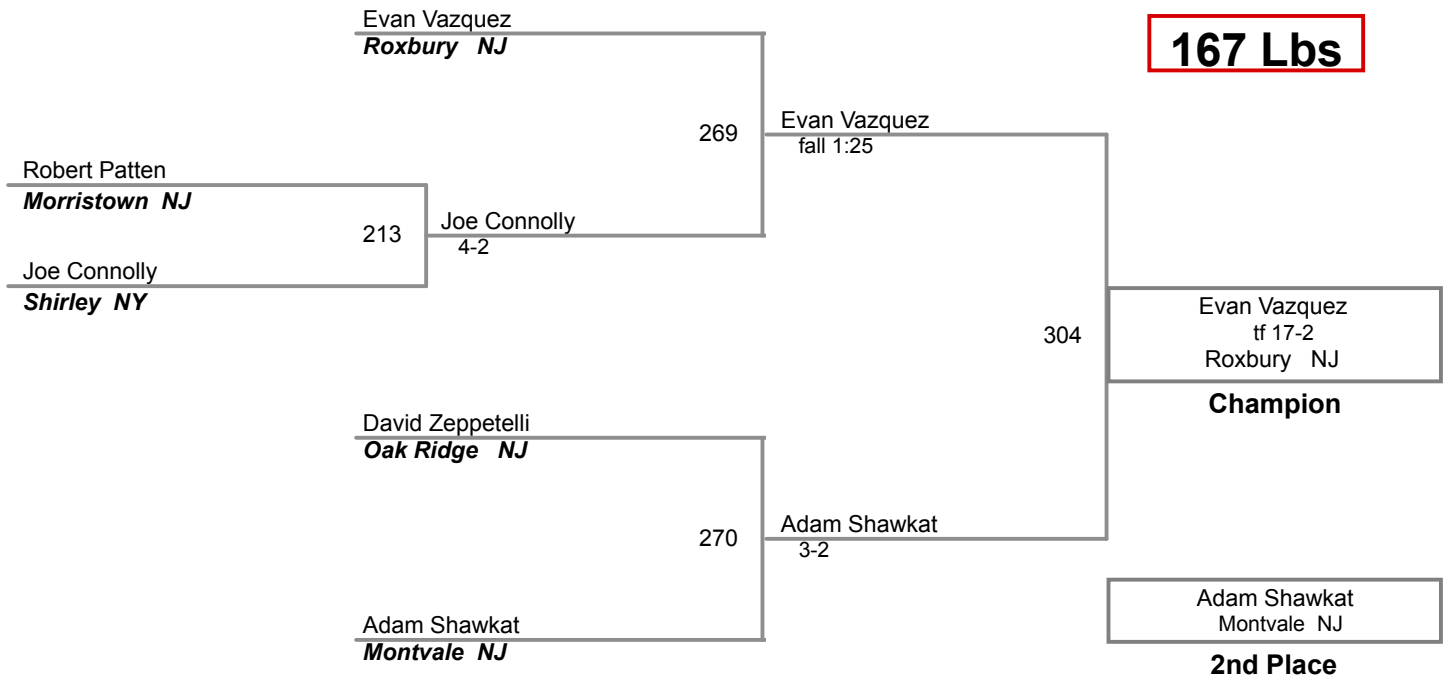 167 Lbs
Evan Vazquez
Roxbury NJ
269
Evan Vazquez
fall 1:25
Robert Patten
Morristown NJ
213
Joe Connolly
4-2
Joe Connolly
Shirley NY
304
Evan Vazquez
tf 17-2
Roxbury NJ
Champion
David Zeppetelli
Oak Ridge NJ
270
Adam Shawkat
3-2
Adam Shawkat
Montvale NJ
Adam Shawkat
Montvale NJ
2nd Place